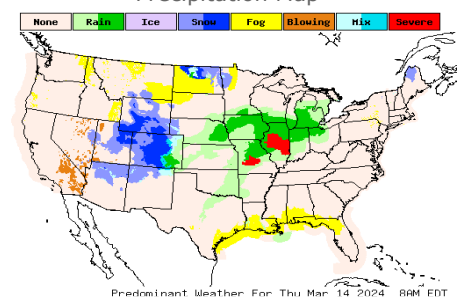 Precipitation Map
None Rain Ice Snow Fog Blowing Mix Severe
Predominant Weather For Thu Mar 14 2024 8AM EDT